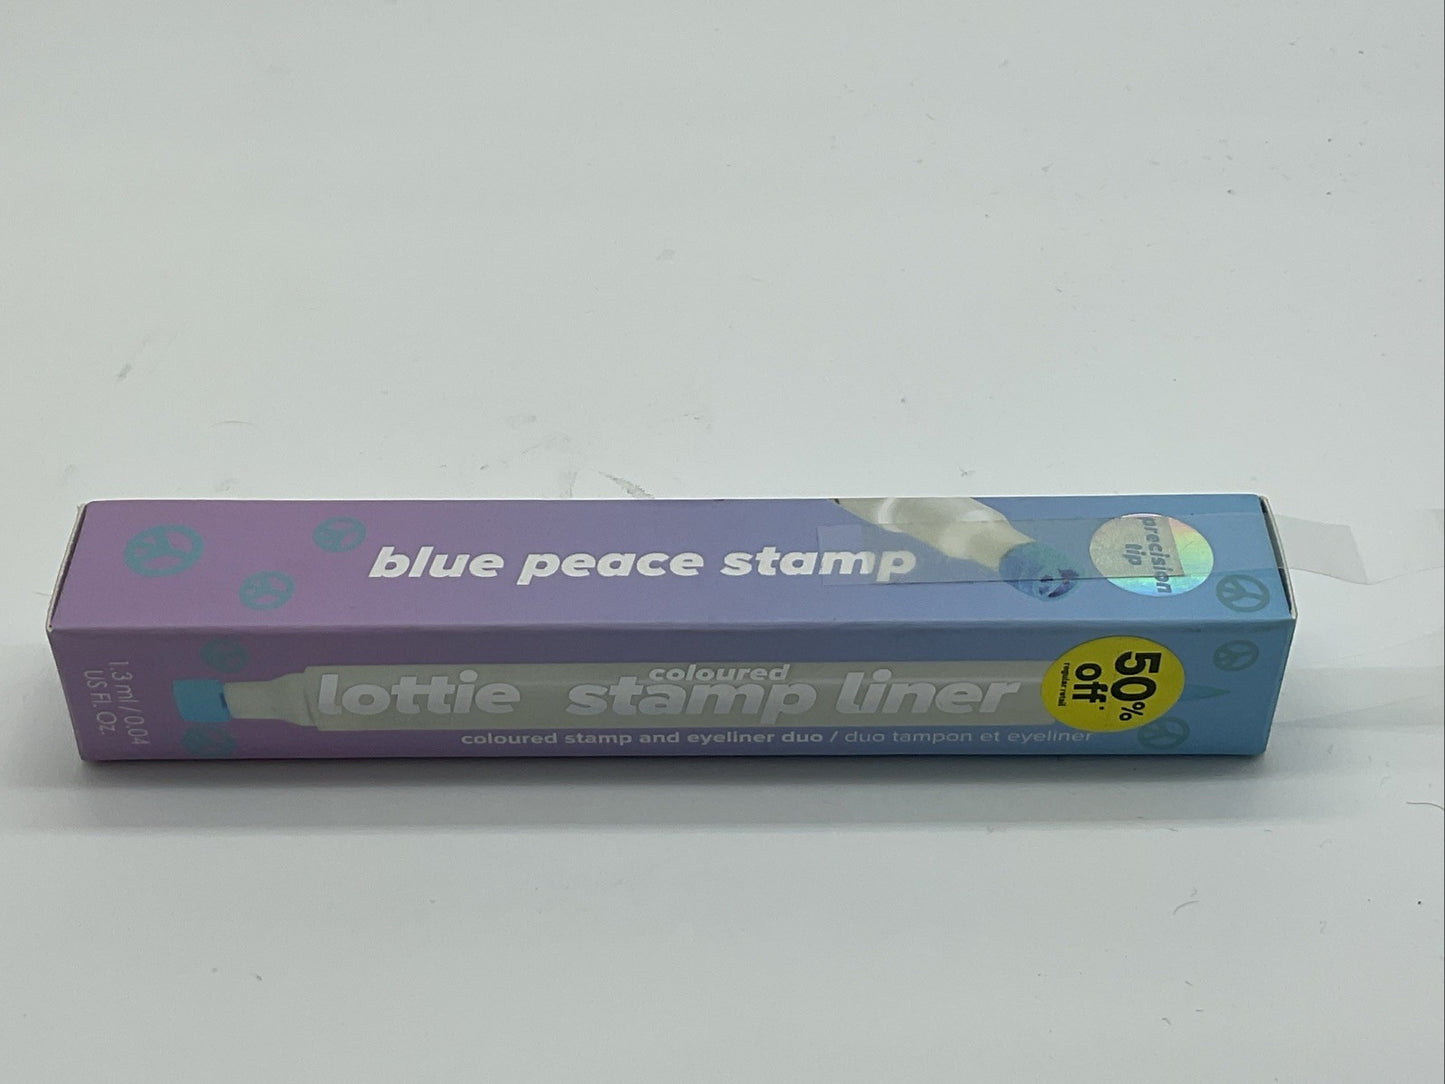 blue peace stamp
precision
tip
1.3 ml / 0.04
US Fl. Oz.
lottie
coloured
stamp liner
coloured stamp and eyeliner duo / duo tampon et eyeliner
50%
off*
regular retail